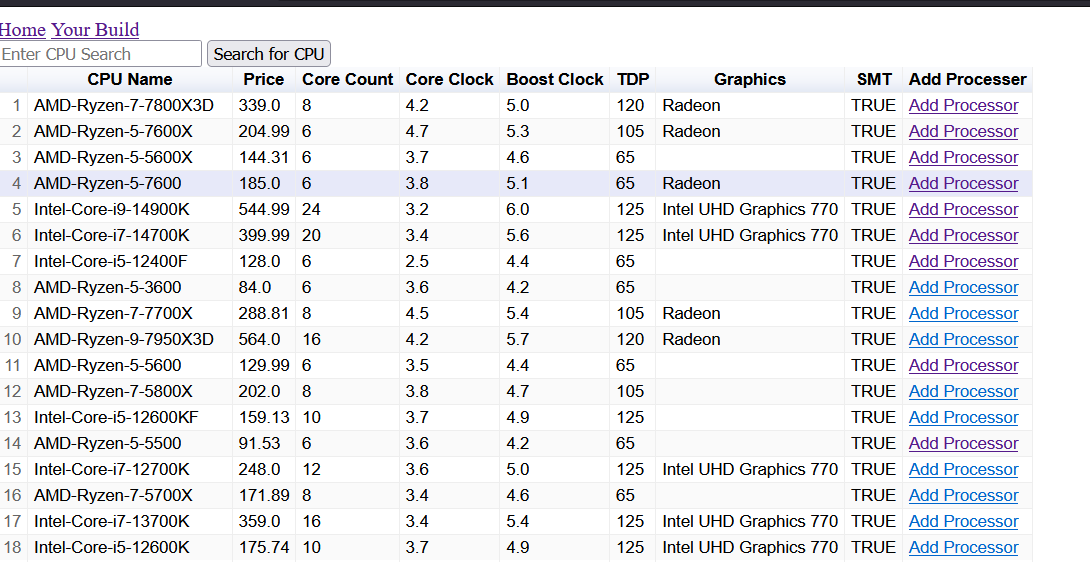 Home Your Build
Enter CPU Search Search for CPU
CPU Name Price Core Count Core Clock Boost Clock TDP Graphics SMT Add Processer
1 AMD-Ryzen-7-7800X3D 339.0 8 4.2 5.0 120 Radeon TRUE Add Processor
2 AMD-Ryzen-5-7600X 204.99 6 4.7 5.3 105 Radeon TRUE Add Processor
3 AMD-Ryzen-5-5600X 144.31 6 3.7 4.6 65 TRUE Add Processor
4 AMD-Ryzen-5-7600 185.0 6 3.8 5.1 65 Radeon TRUE Add Processor
5 Intel-Core-i9-14900K 544.99 24 3.2 6.0 125 Intel UHD Graphics 770 TRUE Add Processor
6 Intel-Core-i7-14700K 399.99 20 3.4 5.6 125 Intel UHD Graphics 770 TRUE Add Processor
7 Intel-Core-i5-12400F 128.0 6 2.5 4.4 65 TRUE Add Processor
8 AMD-Ryzen-5-3600 84.0 6 3.6 4.2 65 TRUE Add Processor
9 AMD-Ryzen-7-7700X 288.81 8 4.5 5.4 105 Radeon TRUE Add Processor
10 AMD-Ryzen-9-7950X3D 564.0 16 4.2 5.7 120 Radeon TRUE Add Processor
11 AMD-Ryzen-5-5600 129.99 6 3.5 4.4 65 TRUE Add Processor
12 AMD-Ryzen-7-5800X 202.0 8 3.8 4.7 105 TRUE Add Processor
13 Intel-Core-i5-12600KF 159.13 10 3.7 4.9 125 TRUE Add Processor
14 AMD-Ryzen-5-5500 91.53 6 3.6 4.2 65 TRUE Add Processor
15 Intel-Core-i7-12700K 248.0 12 3.6 5.0 125 Intel UHD Graphics 770 TRUE Add Processor
16 AMD-Ryzen-7-5700X 171.89 8 3.4 4.6 65 TRUE Add Processor
17 Intel-Core-i7-13700K 359.0 16 3.4 5.4 125 Intel UHD Graphics 770 TRUE Add Processor
18 Intel-Core-i5-12600K 175.74 10 3.7 4.9 125 Intel UHD Graphics 770 TRUE Add Processor